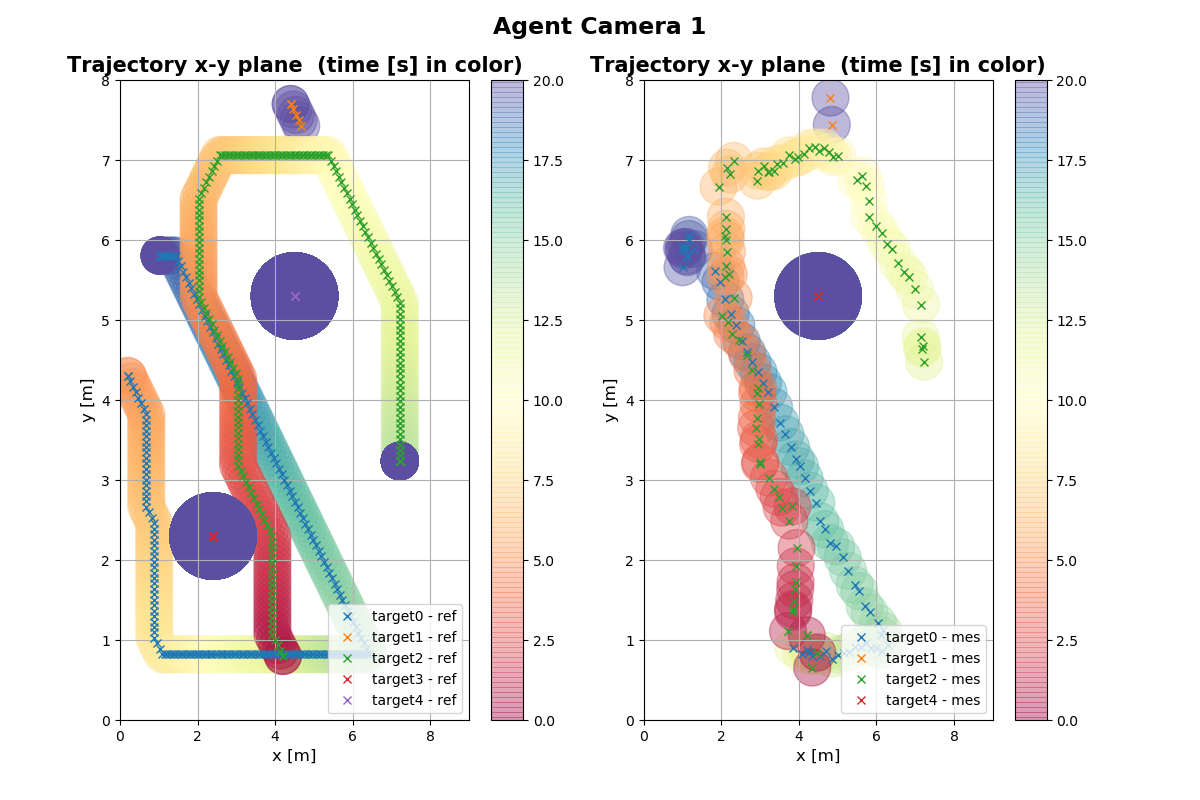 Agent Camera 1
Trajectory x-y plane  (time [s] in color)
8
7
6
5
4
3
2
1
0
y [m]
0
2
4
6
8
x [m]
target0 - ref
target1 - ref
target2 - ref
target3 - ref
target4 - ref
20.0
17.5
15.0
12.5
10.0
7.5
5.0
2.5
0.0
Trajectory x-y plane  (time [s] in color)
8
7
6
5
4
3
2
1
0
y [m]
0
2
4
6
8
x [m]
target0 - mes
target1 - mes
target2 - mes
target4 - mes
20.0
17.5
15.0
12.5
10.0
7.5
5.0
2.5
0.0